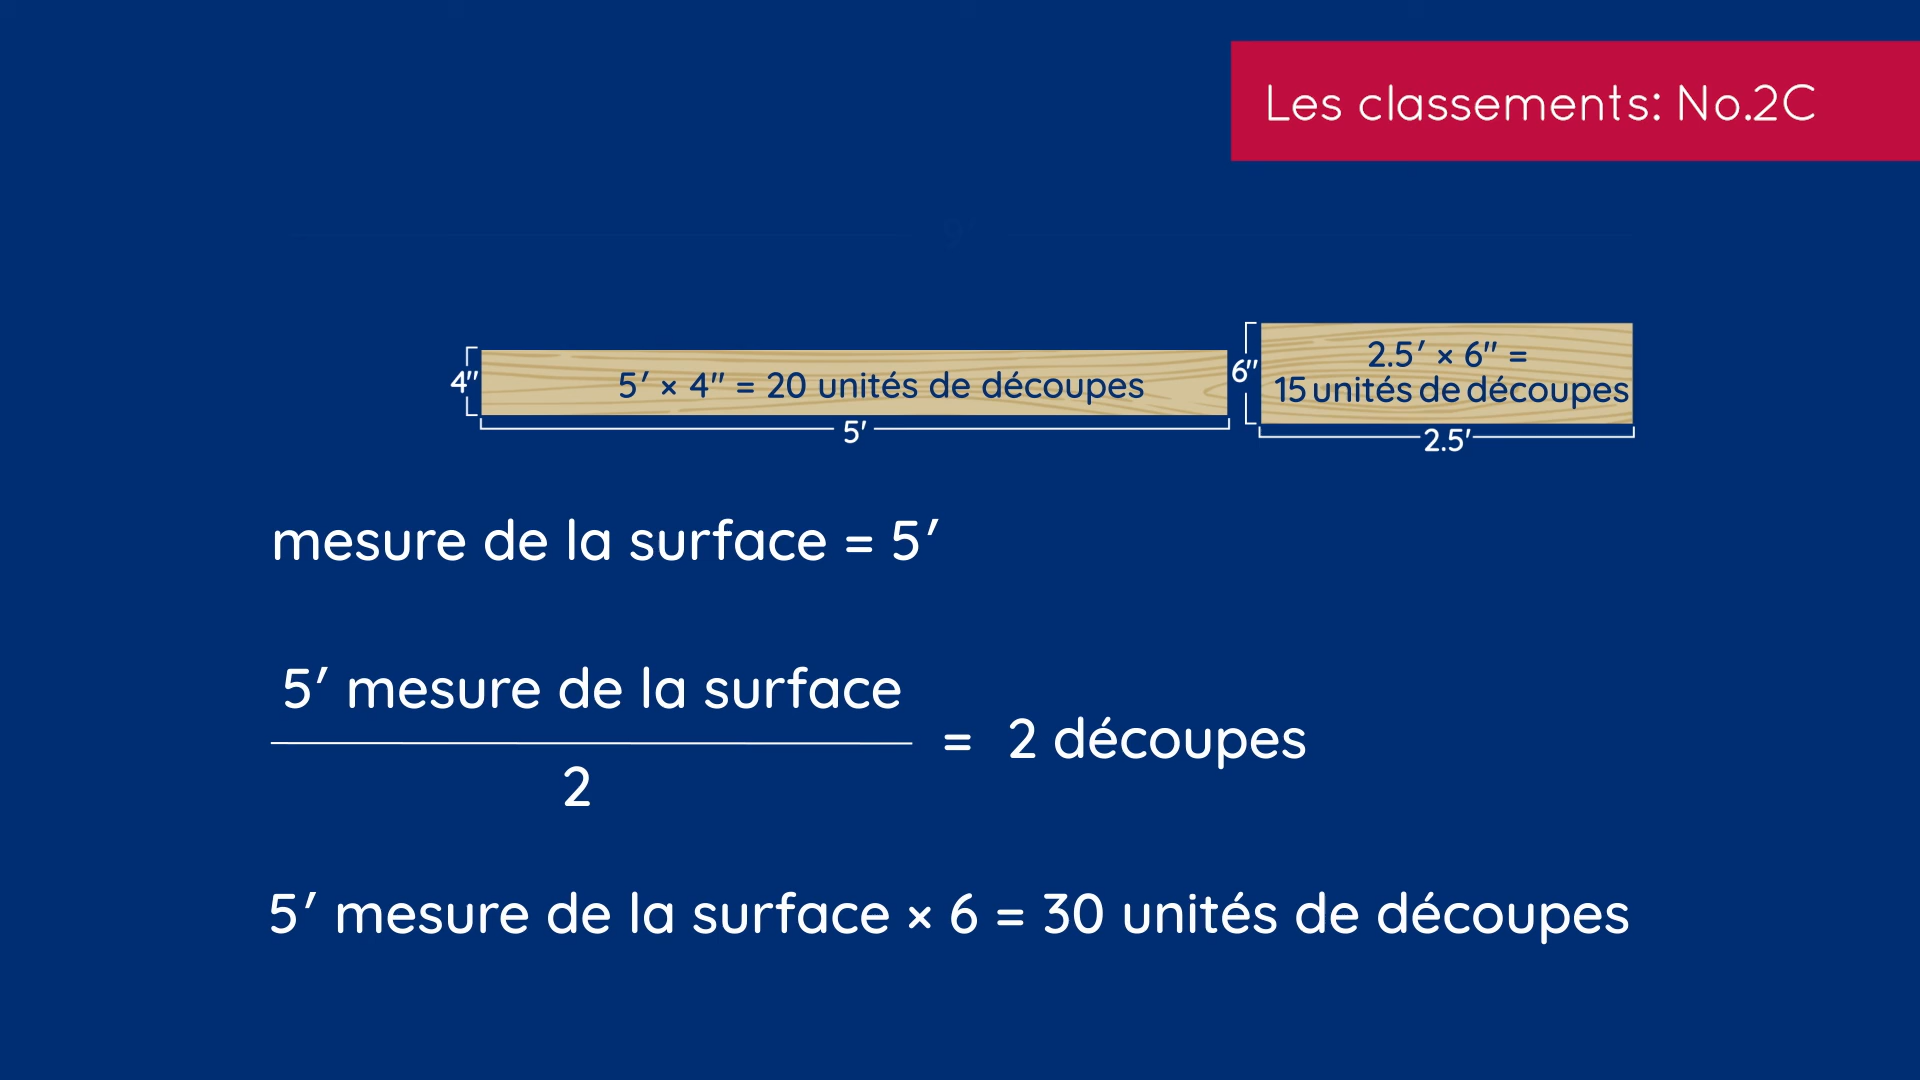 Les classements: No.2C
4″
5′ × 4″ = 20 unités de découpes
5′
6″
2.5′ × 6″ =
15 unités de découpes
2.5′
mesure de la surface = 5′
5′ mesure de la surface
2
= 2 découpes
5′ mesure de la surface × 6 = 30 unités de découpes